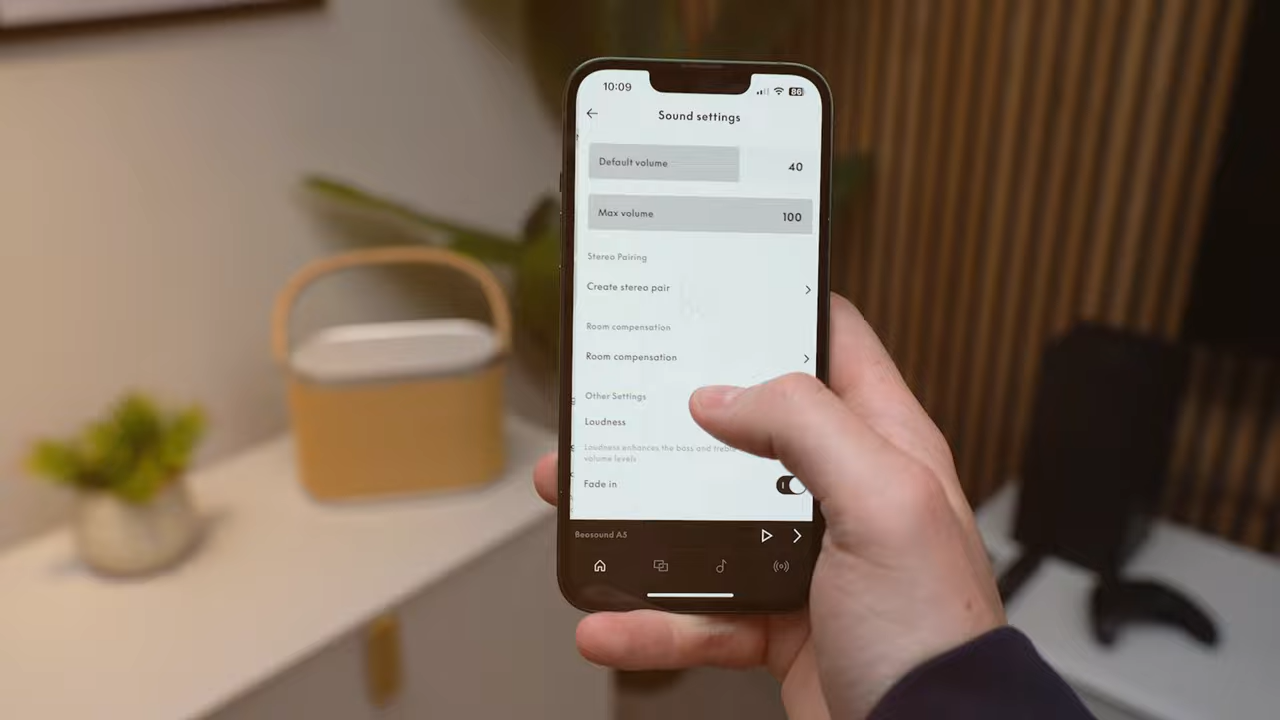 10:09
86
Sound settings
Default volume 40
Max volume 100
Stereo Pairing
Create stereo pair
Room compensation
Room compensation
Other Settings
Loudness
Loudness enhances the bass and treble
volume levels
Fade in
Beosound A5